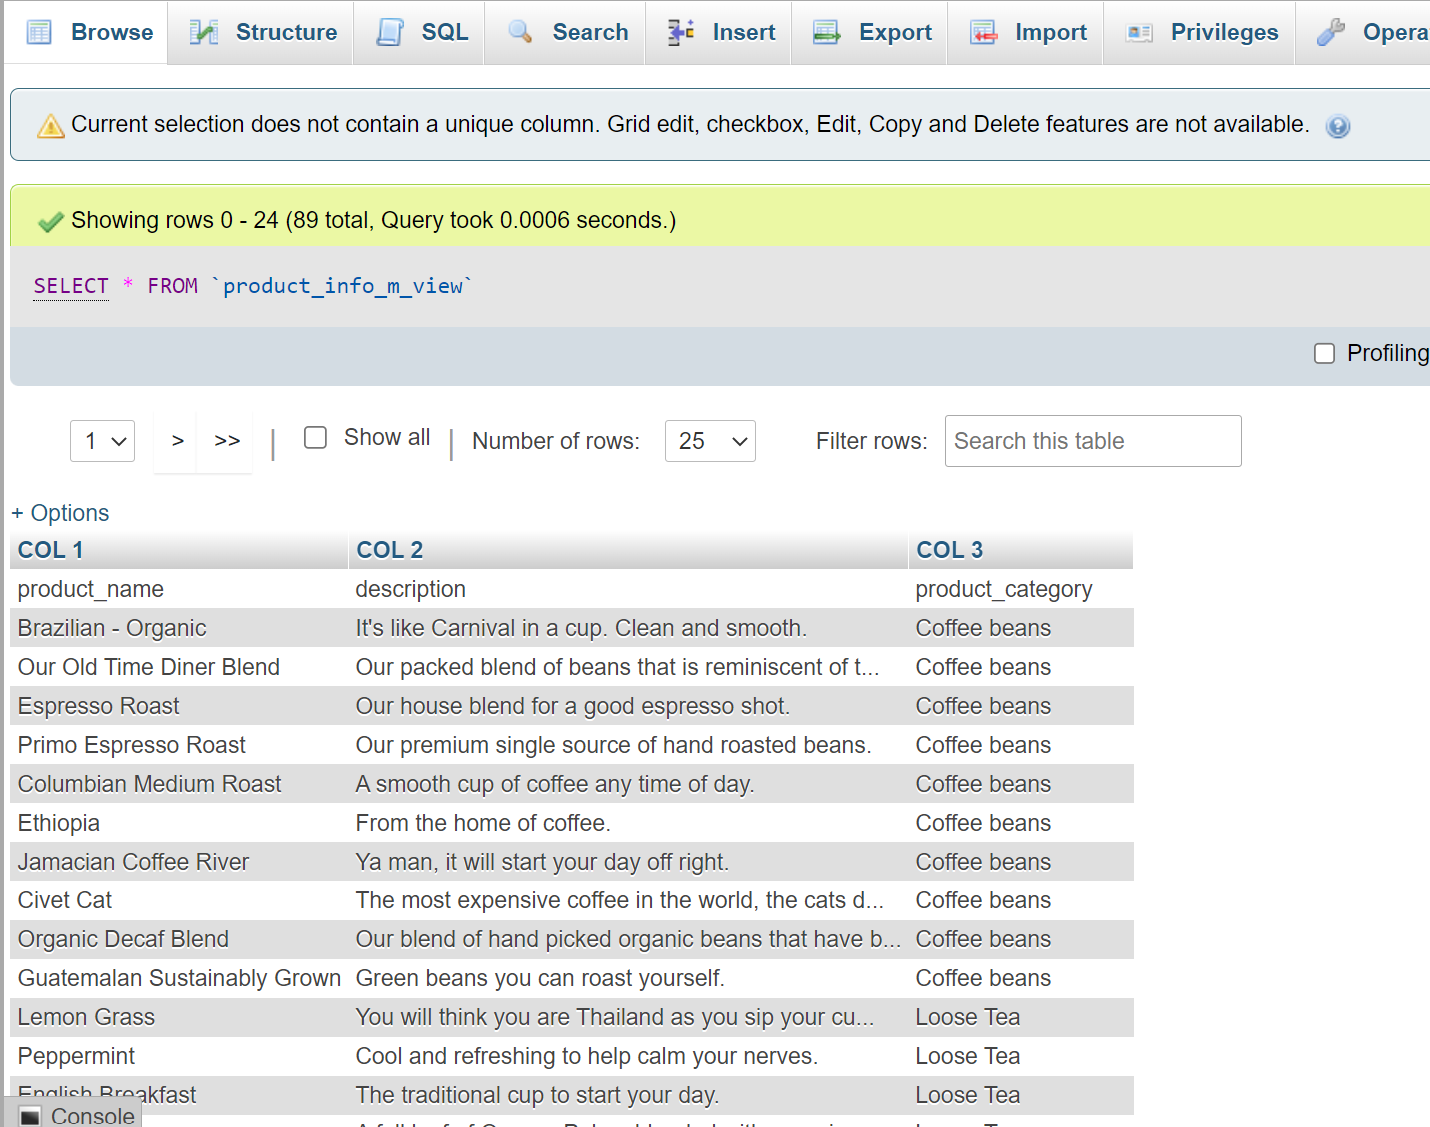 Browse Structure SQL Search Insert Export Import Privileges Opera
Current selection does not contain a unique column. Grid edit, checkbox, Edit, Copy and Delete features are not available.
Showing rows 0 - 24 (89 total, Query took 0.0006 seconds.)
SELECT * FROM `product_info_m_view`
Profiling
1 > >> | Show all | Number of rows: 25 Filter rows: Search this table
+ Options
COL 1 COL 2 COL 3
product_name description product_category
Brazilian - Organic It's like Carnival in a cup. Clean and smooth. Coffee beans
Our Old Time Diner Blend Our packed blend of beans that is reminiscent of t... Coffee beans
Espresso Roast Our house blend for a good espresso shot. Coffee beans
Primo Espresso Roast Our premium single source of hand roasted beans. Coffee beans
Columbian Medium Roast A smooth cup of coffee any time of day. Coffee beans
Ethiopia From the home of coffee. Coffee beans
Jamacian Coffee River Ya man, it will start your day off right. Coffee beans
Civet Cat The most expensive coffee in the world, the cats d... Coffee beans
Organic Decaf Blend Our blend of hand picked organic beans that have b... Coffee beans
Guatemalan Sustainably Grown Green beans you can roast yourself. Coffee beans
Lemon Grass You will think you are Thailand as you sip your cu... Loose Tea
Peppermint Cool and refreshing to help calm your nerves. Loose Tea
English Breakfast The traditional cup to start your day. Loose Tea
Console